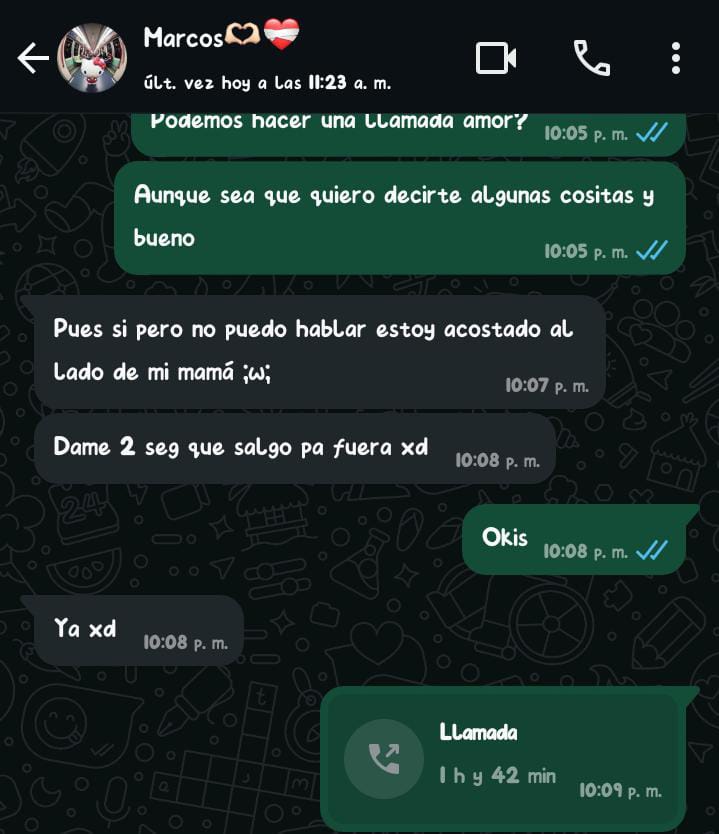 Marcos
últ. vez hoy a las 11:23 a. m.
Podemos hacer una llamada amor?
10:05 p. m.
Aunque sea que quiero decirte algunas cositas y
bueno
10:05 p. m.
Pues si pero no puedo hablar estoy acostado al
lado de mi mamá ;ω;
10:07 p. m.
Dame 2 seg que salgo pa fuera xd
10:08 p. m.
Okis
10:08 p. m.
Ya xd
10:08 p. m.
Llamada
1 h y 42 min
10:09 p. m.